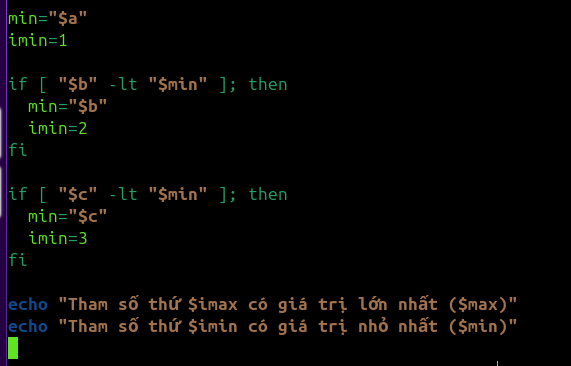 min="$a"
imin=1
if [ "$b" -lt "$min" ]; then
min="$b"
imin=2
fi
if [ "$c" -lt "$min" ]; then
min="$c"
imin=3
fi
echo "Tham số thứ $imax có giá trị lớn nhất ($max)"
echo "Tham số thứ $imin có giá trị nhỏ nhất ($min)"